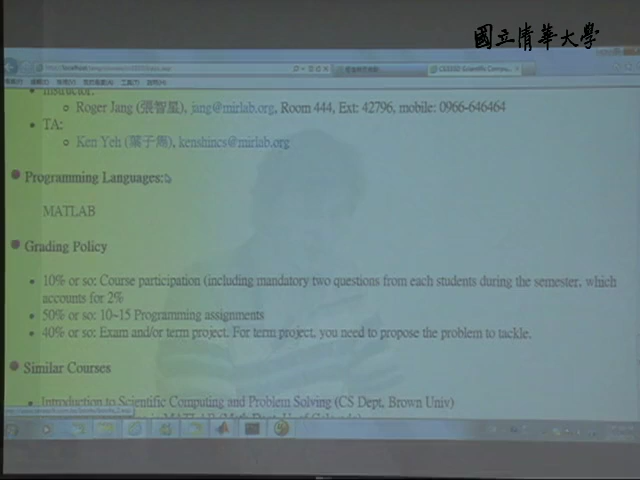 國立清華大學
Instructor:
Roger Jang (張智星), jang@mirlab.org, Room 444, Ext: 42796, mobile: 0966-646464
TA:
Ken Yeh (葉子雋), kenshincs@mirlab.org
Programming Languages:
MATLAB
Grading Policy
10% or so: Course participation (including mandatory two questions from each students during the semester, which
accounts for 2%
50% or so: 10~15 Programming assignments
40% or so: Exam and/or term project. For term project, you need to propose the problem to tackle.
Similar Courses
Introduction to Scientific Computing and Problem Solving (CS Dept, Brown Univ)